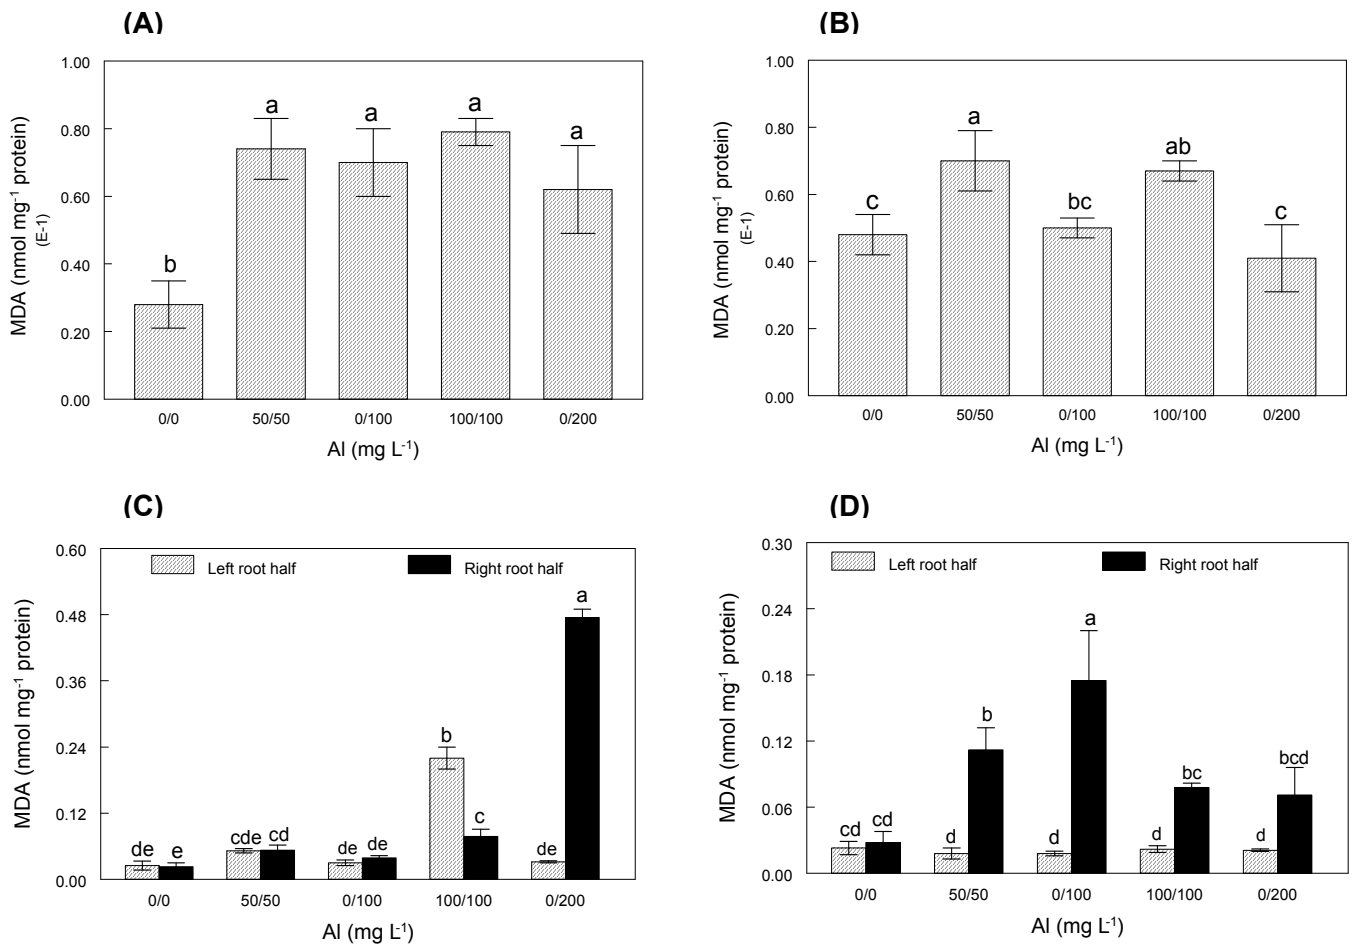 (A)
1.00
0.80
0.60
0.40
0.20
0.00
MDA (nmol mg⁻¹ protein)
(E-1)
b
a
a
a
a
0/0 50/50 0/100 100/100 0/200
Al (mg L⁻¹)
(B)
1.00
0.80
0.60
0.40
0.20
0.00
MDA (nmol mg⁻¹ protein)
(E-1)
c
a
bc
ab
c
0/0 50/50 0/100 100/100 0/200
Al (mg L⁻¹)
(C)
0.60
0.48
0.36
0.24
0.12
0.00
MDA (nmol mg⁻¹ protein)
Left root half Right root half
de e
cde cd
de de
b c
de a
0/0 50/50 0/100 100/100 0/200
Al (mg L⁻¹)
(D)
0.30
0.24
0.18
0.12
0.06
0.00
MDA (nmol mg⁻¹ protein)
Left root half Right root half
cd cd
d b
d a
d bc
d bcd
0/0 50/50 0/100 100/100 0/200
Al (mg L⁻¹)